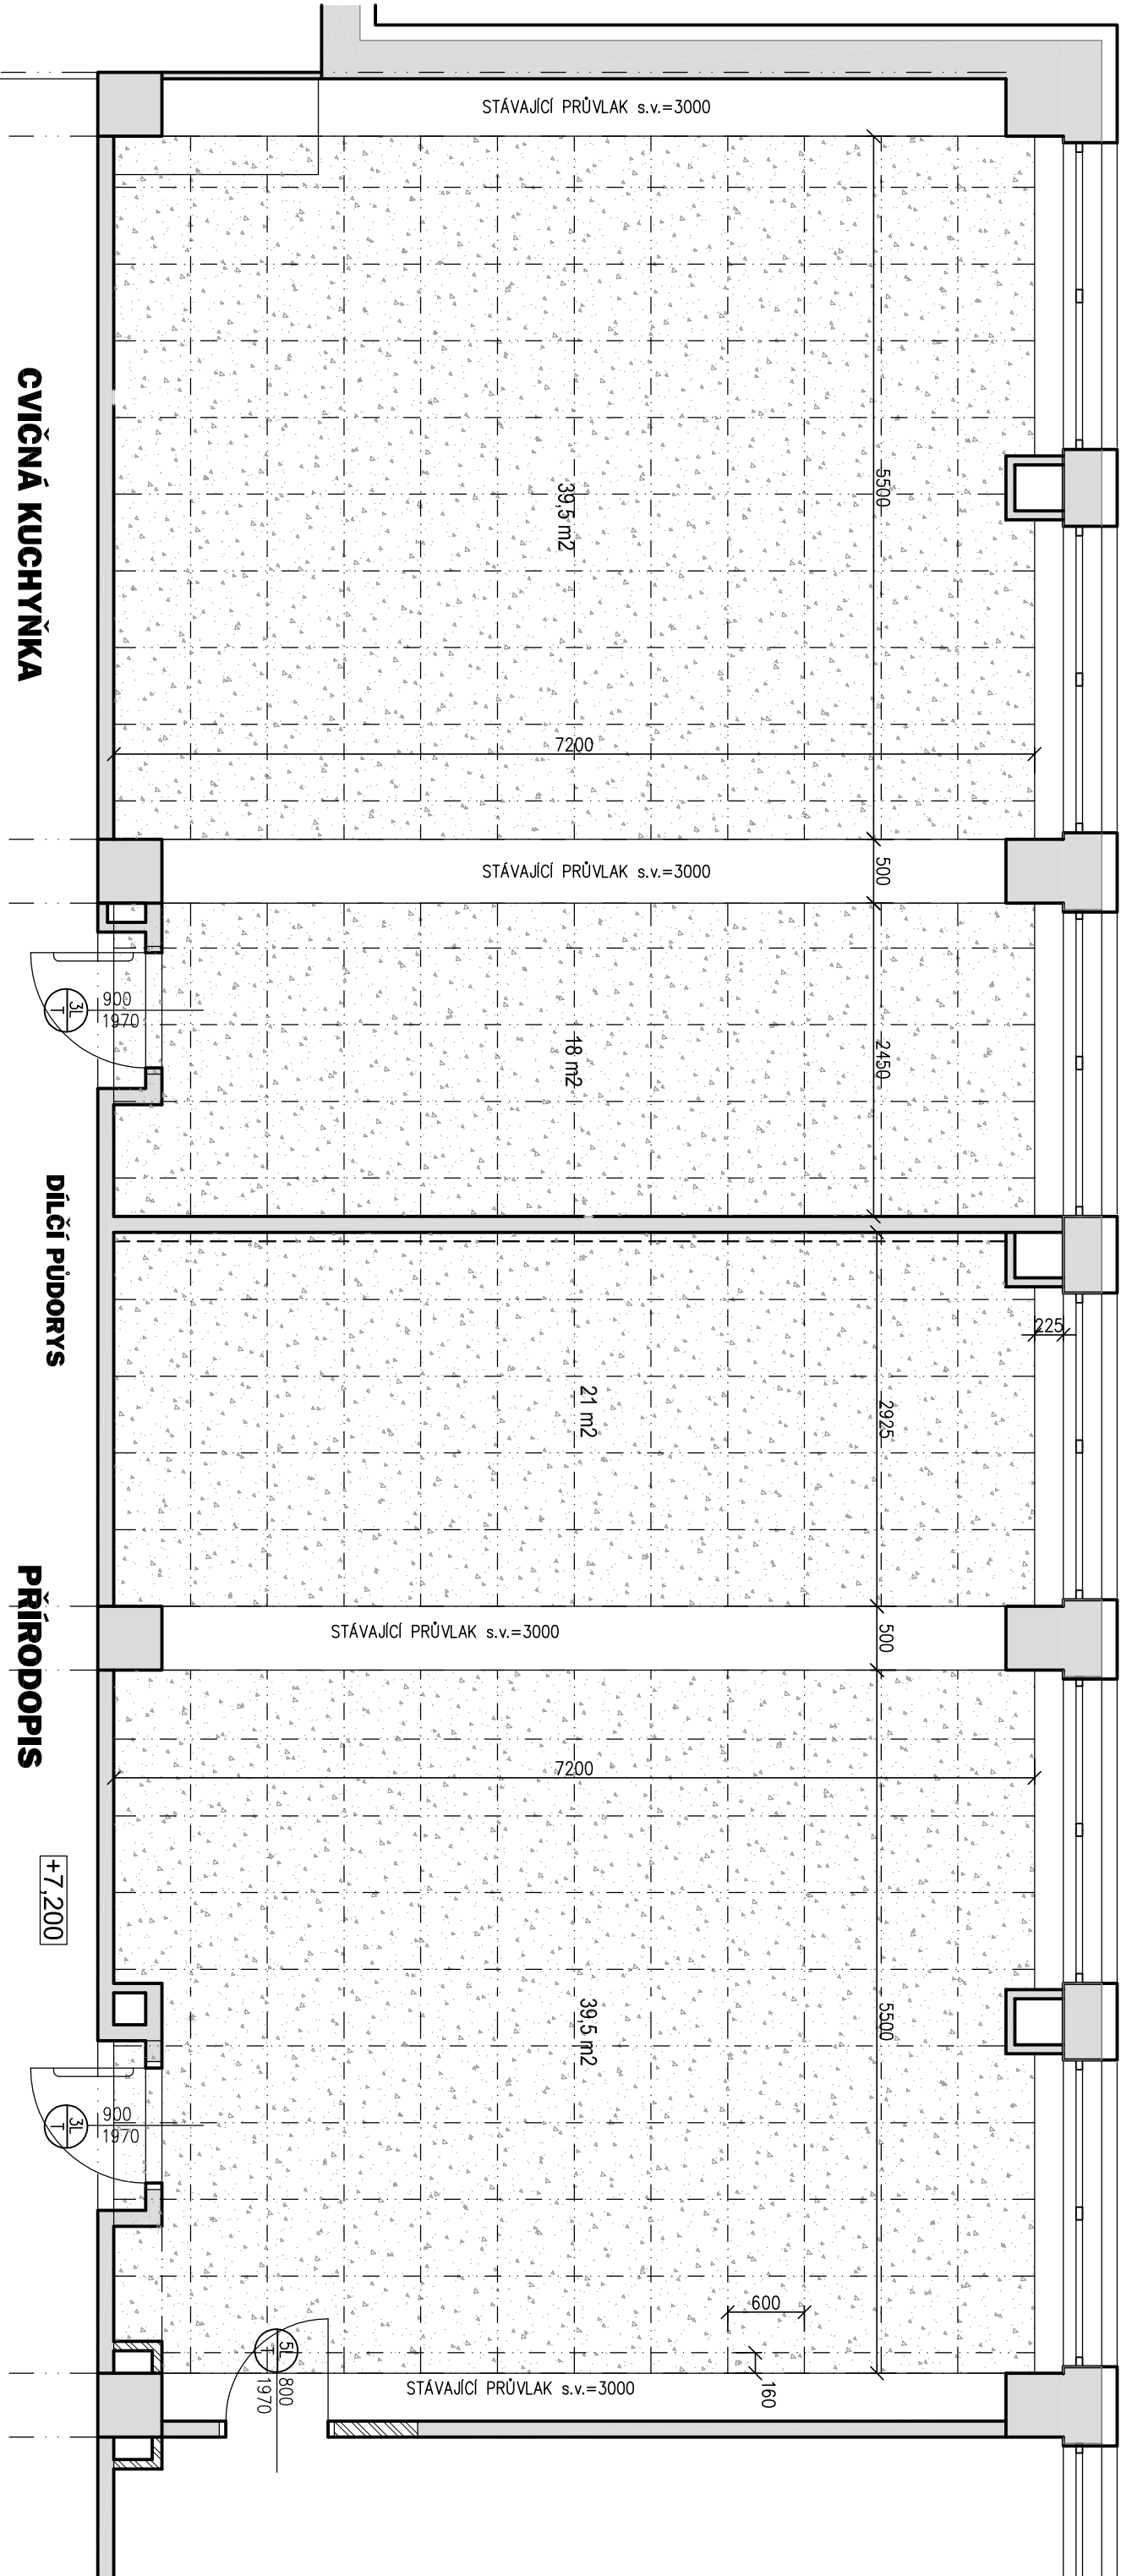 STÁVAJÍCÍ PRŮVLAK s.v.=3000
5500
39,5 m2
7200
CVIČNÁ KUCHYŇKA
STÁVAJÍCÍ PRŮVLAK s.v.=3000
500
3L
T
900
1970
18 m2
2450
DÍLČÍ PŮDORYS
225
21 m2
2925
STÁVAJÍCÍ PRŮVLAK s.v.=3000
500
PŘÍRODOPIS
7200
+7,200
39,5 m2
5500
3L
T
900
1970
600
160
5L
T
800
1970
STÁVAJÍCÍ PRŮVLAK s.v.=3000